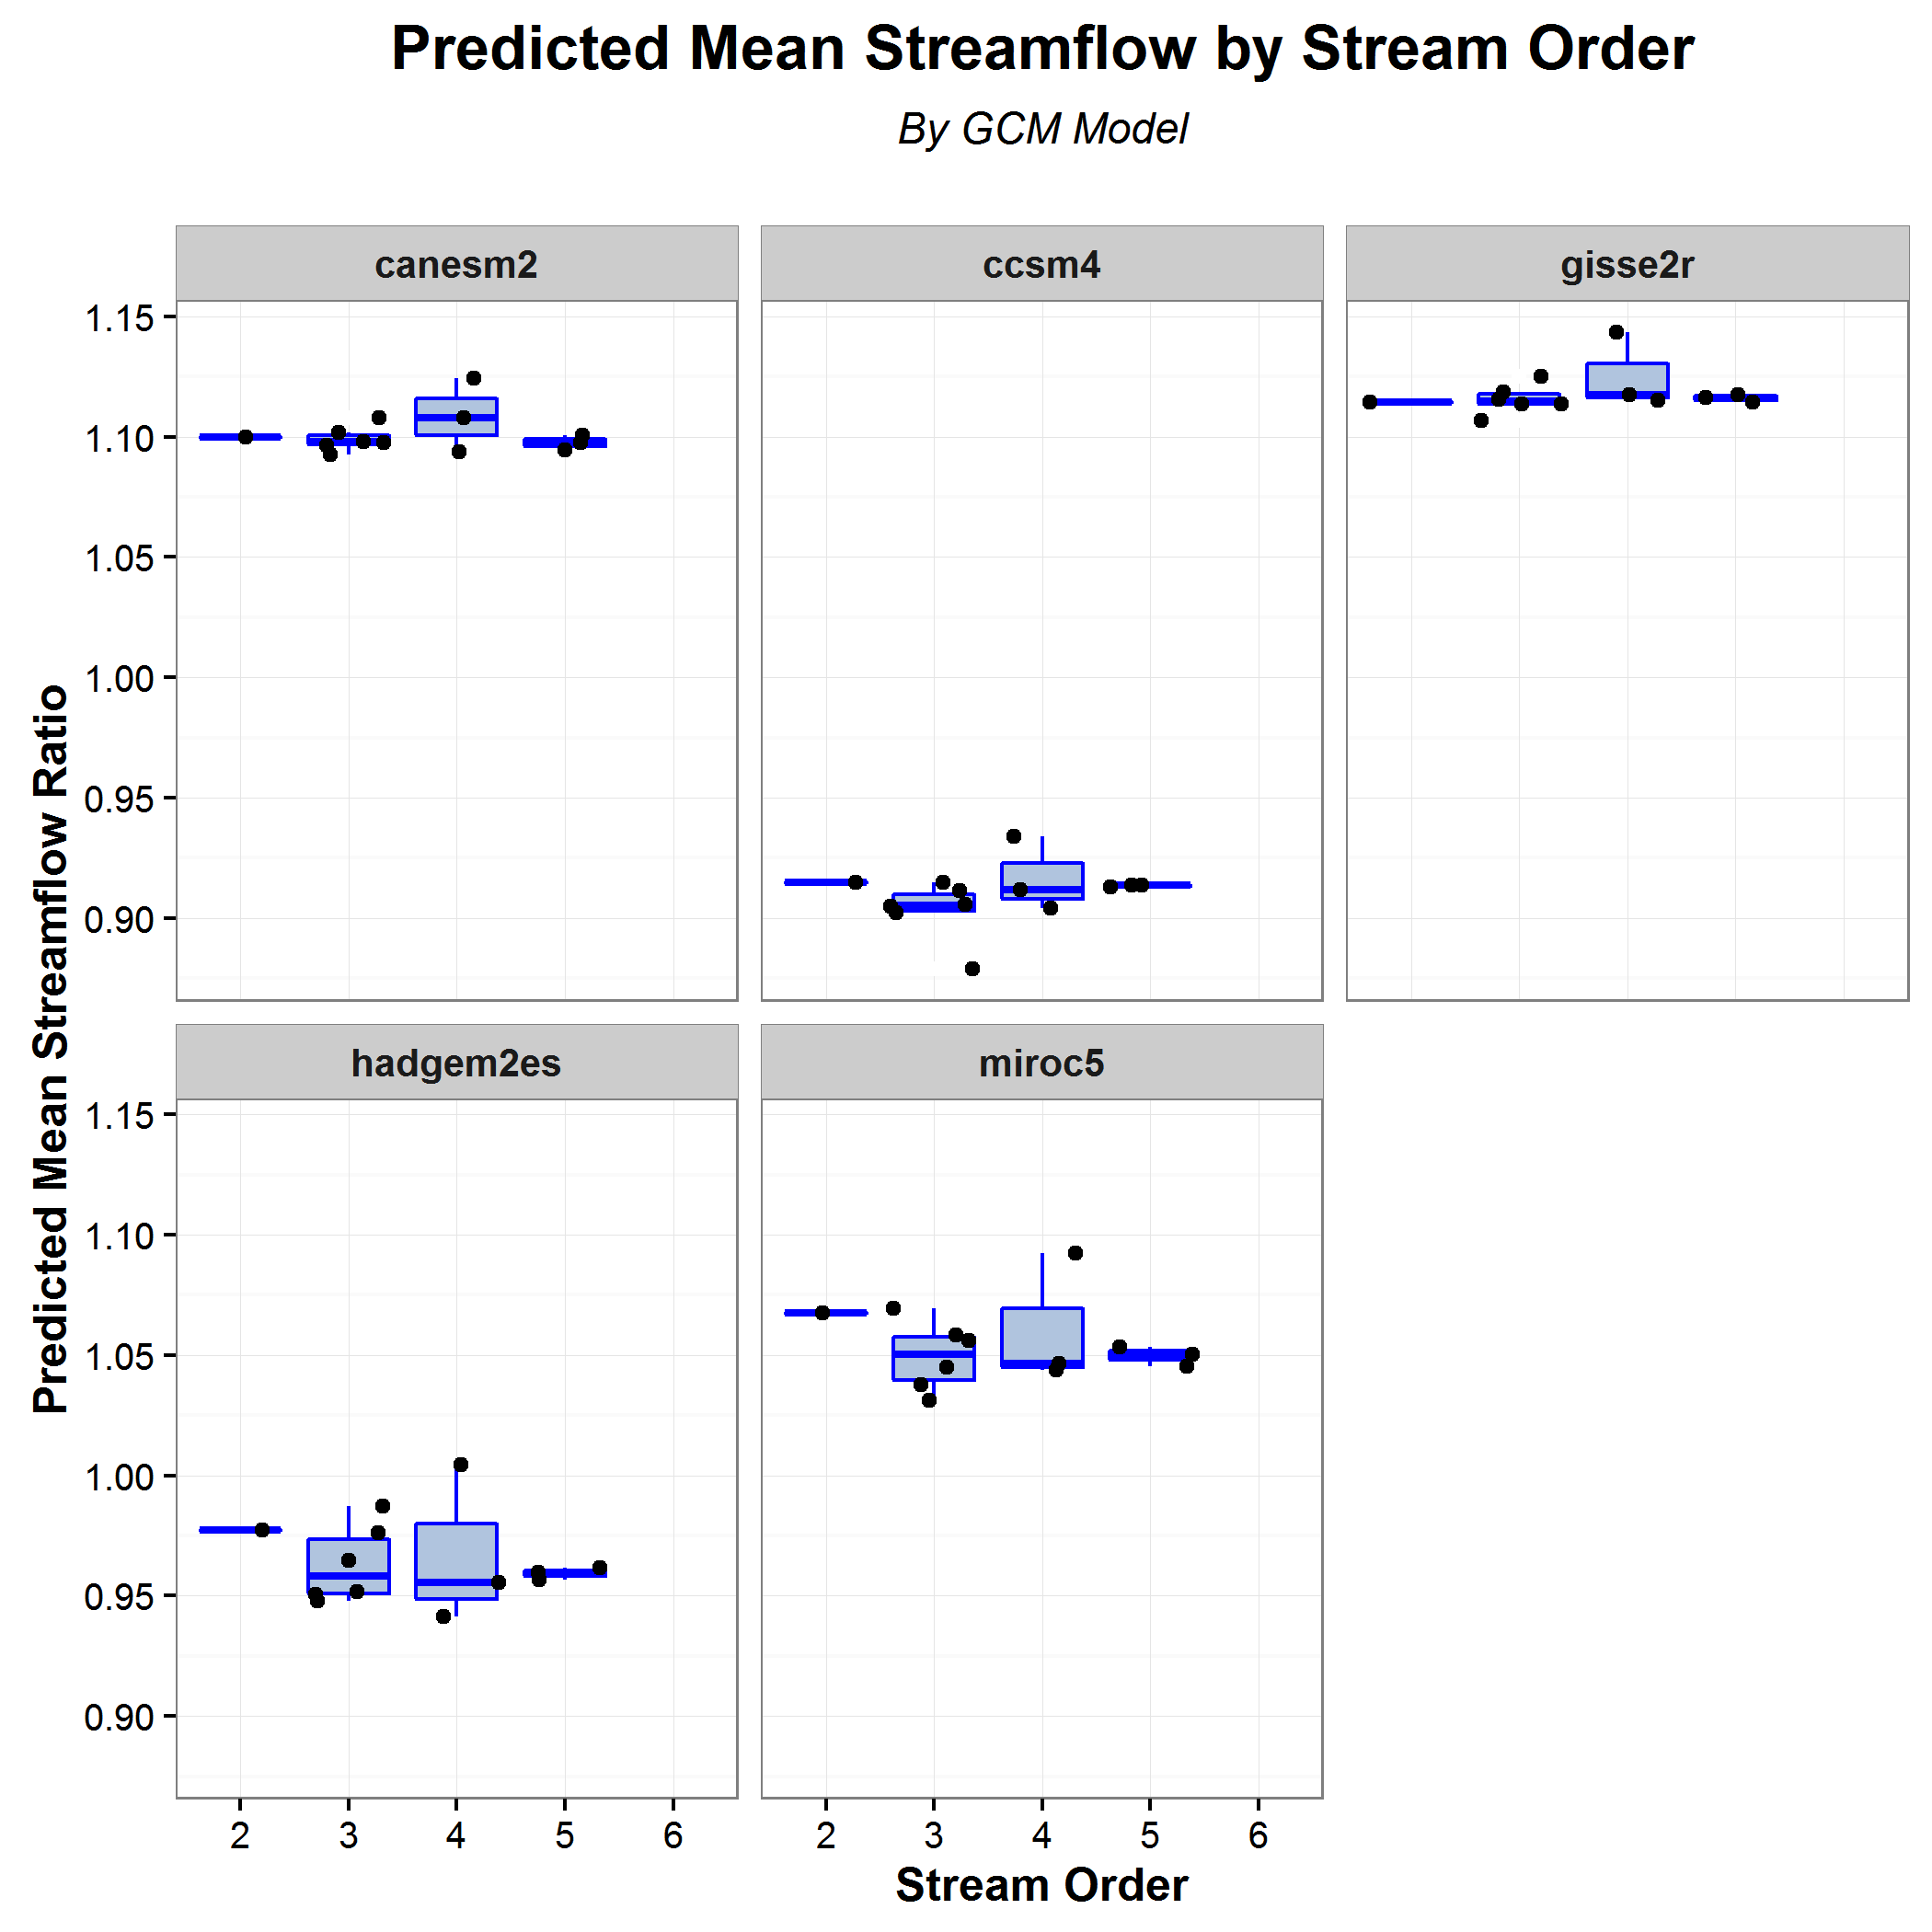 Predicted Mean Streamflow by Stream Order
By GCM Model
canesm2
ccsm4
gisse2r
1.15
1.10
1.05
1.00
0.95
0.90
Predicted Mean Streamflow Ratio
hadgem2es
miroc5
1.15
1.10
1.05
1.00
0.95
0.90
2 3 4 5 6
2 3 4 5 6
Stream Order